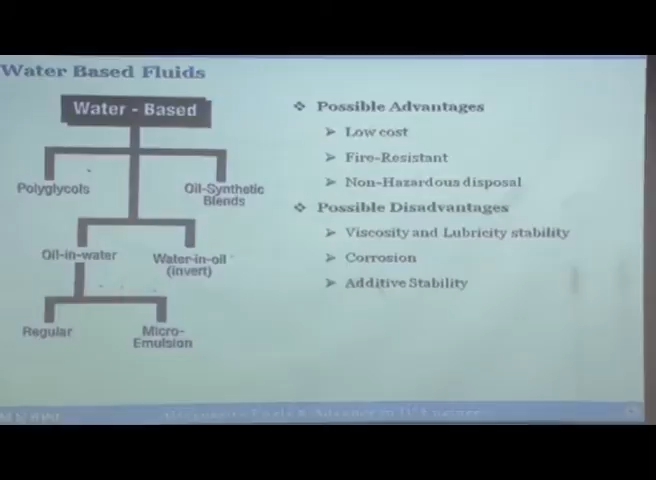 Water Based Fluids
Water - Based
Polyglycols
Oil-Synthetic
Blends
Oil-in-water
Water-in-oil
(invert)
Regular
Micro-
Emulsion
❖ Possible Advantages
➢ Low cost
➢ Fire-Resistant
➢ Non-Hazardous disposal
❖ Possible Disadvantages
➢ Viscosity and Lubricity stability
➢ Corrosion
➢ Additive Stability